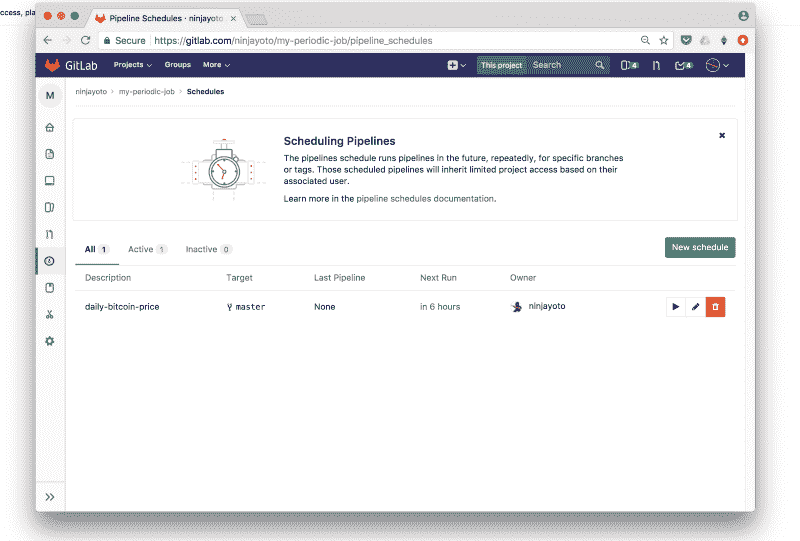 ccess, pla
Pipeline Schedules · ninjayoto
Secure https://gitlab.com/ninjayoto/my-periodic-job/pipeline_schedules
GitLab Projects Groups More This project Search 4 4
M ninjayoto > my-periodic-job > Schedules
Scheduling Pipelines
The pipelines schedule runs pipelines in the future, repeatedly, for specific branches
or tags. Those scheduled pipelines will inherit limited project access based on their
associated user.
Learn more in the pipeline schedules documentation.
All 1 Active 1 Inactive 0 New schedule
Description Target Last Pipeline Next Run Owner
daily-bitcoin-price master None in 6 hours ninjayoto